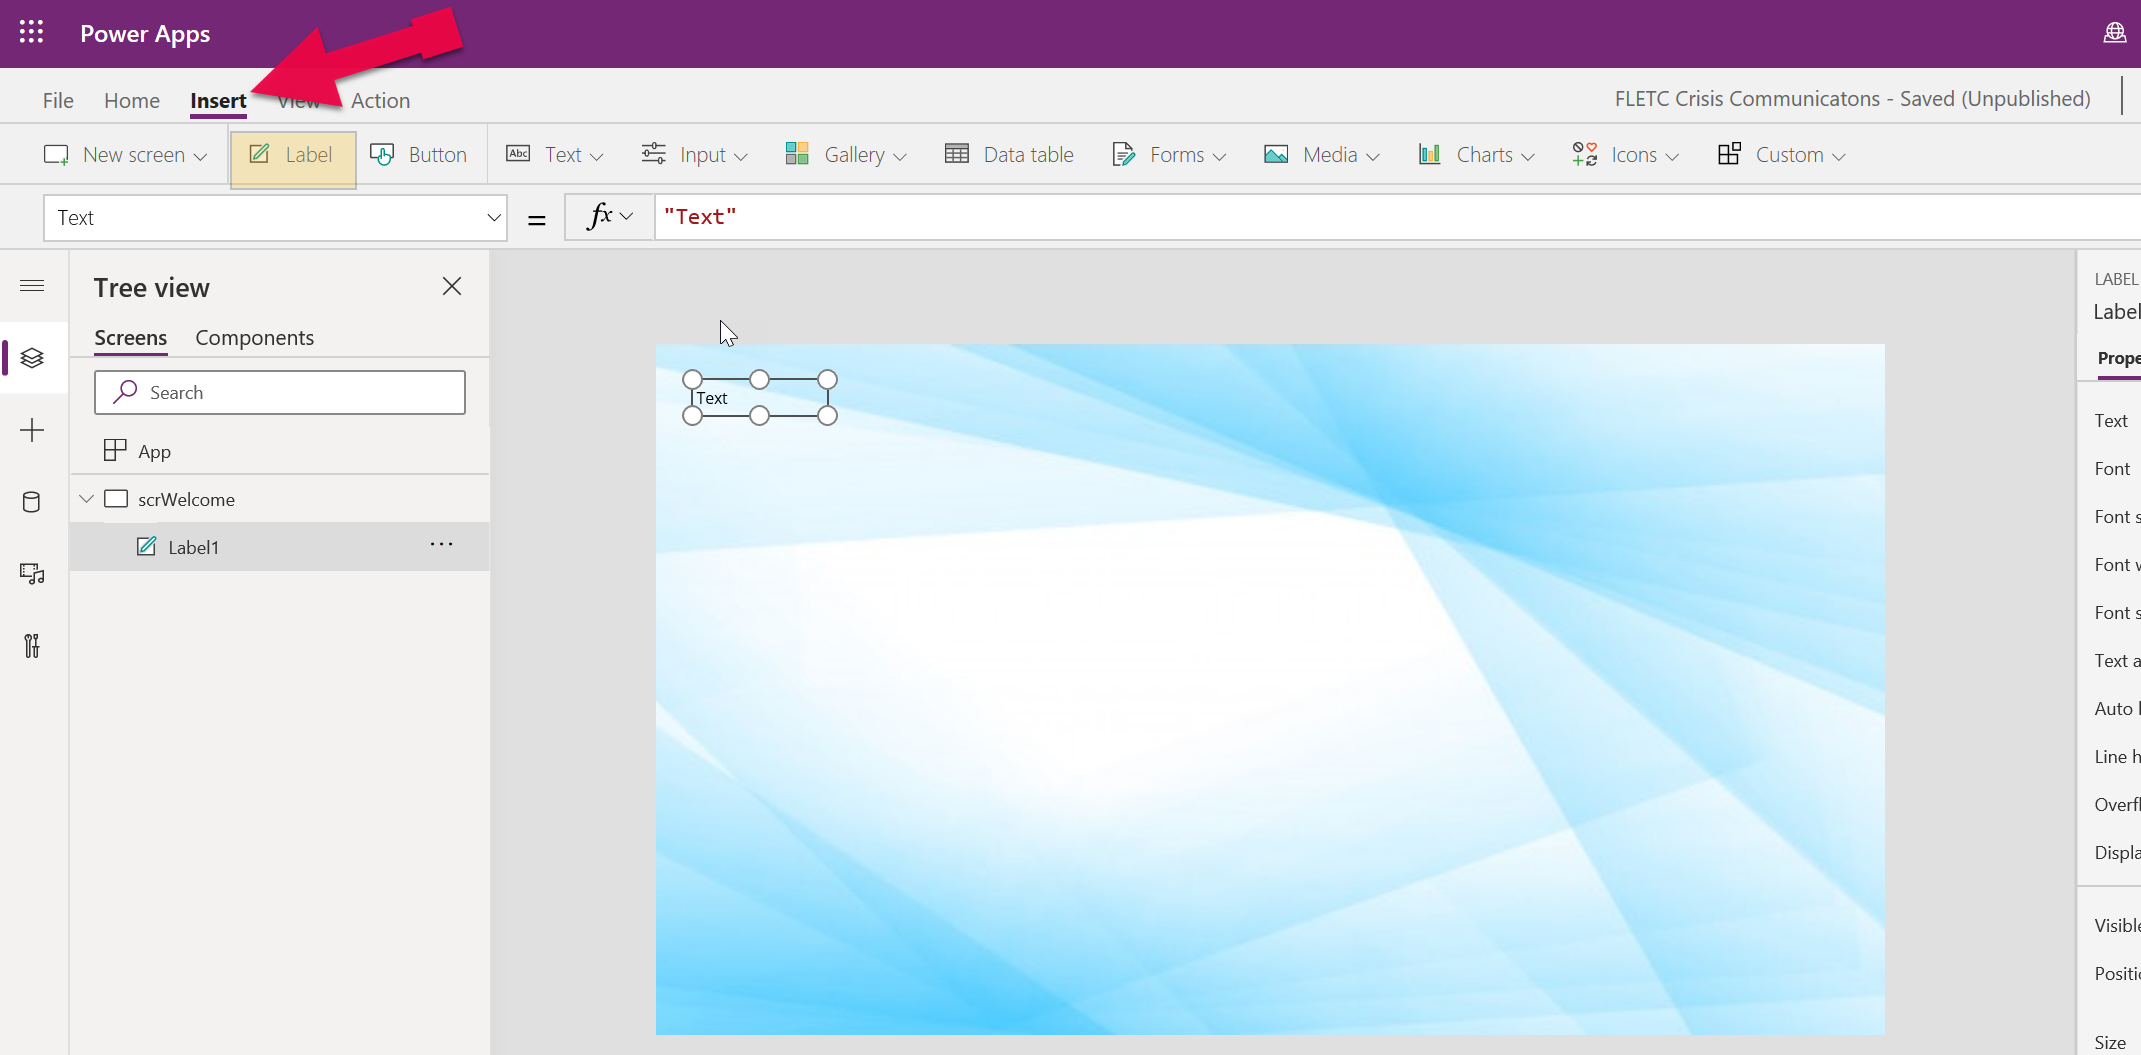 Power Apps
File Home Insert View Action
FLETC Crisis Communicatons - Saved (Unpublished)
New screen Label Button Abc Text Input Gallery Data table Forms Media Charts Icons Custom
Text = fx "Text"
Tree view
Screens Components
Search
App
scrWelcome
Label1 ...
Text
LABEL
Label
Prope
Text
Font
Font s
Font w
Font s
Text a
Auto
Line h
Overfl
Displa
Visible
Positio
Size